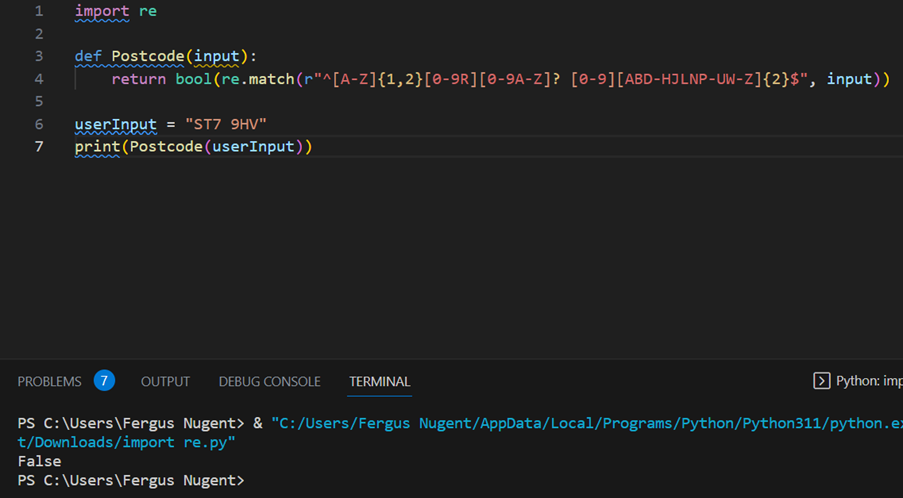 1 import re
2
3 def Postcode(input):
4 return bool(re.match(r"^[A-Z]{1,2}[0-9R][0-9A-Z]? [0-9][ABD-HJLNP-UW-Z]{2}$", input))
5
6 userInput = "ST7 9HV"
7 print(Postcode(userInput))
PROBLEMS 7 OUTPUT DEBUG CONSOLE TERMINAL Python: imp
PS C:\Users\Fergus Nugent> & "C:/Users/Fergus Nugent/AppData/Local/Programs/Python/Python311/python.ex
t/Downloads/import re.py"
False
PS C:\Users\Fergus Nugent>